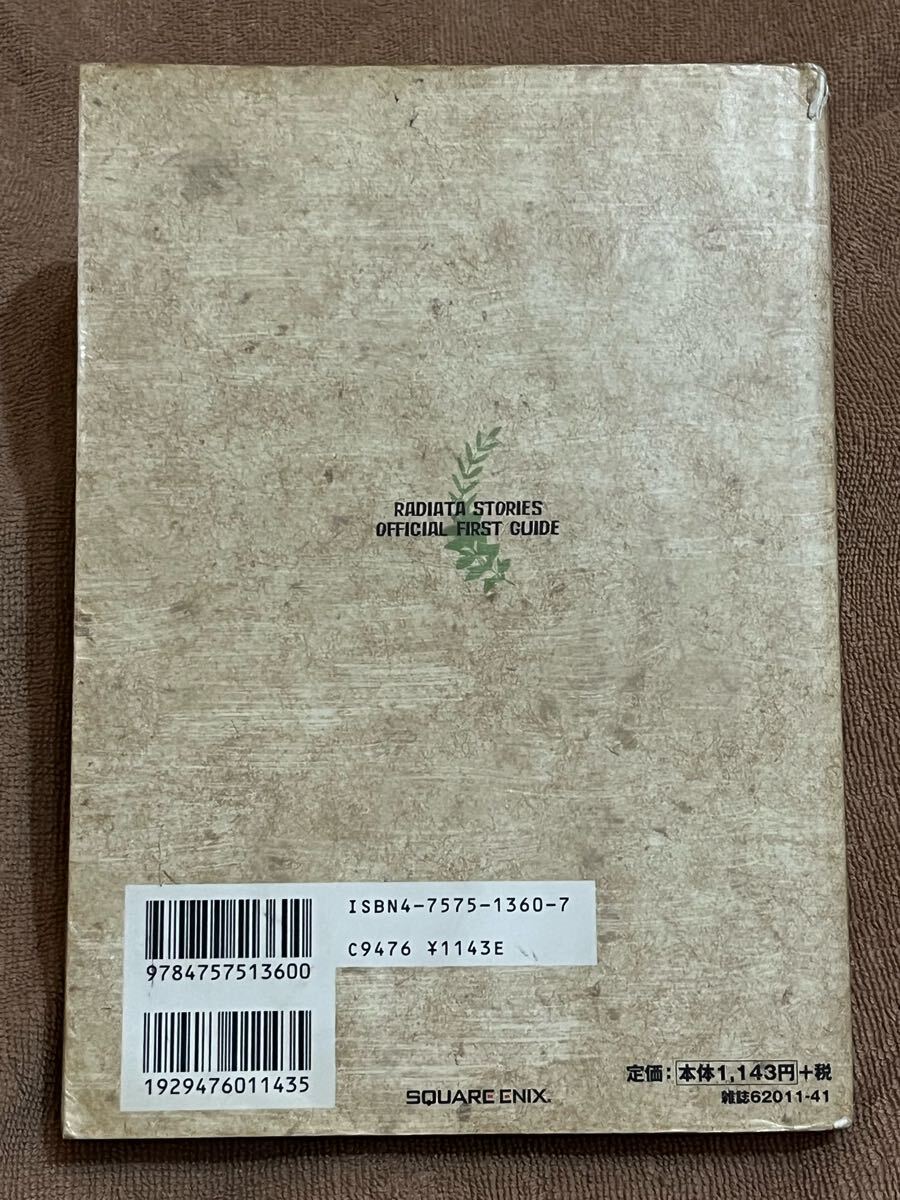 RADIATA STORIES
OFFICIAL FIRST GUIDE
ISBN4-7575-1360-7
C9476 ¥1143E
9784757513600
1929476011435
SQUARE ENIX.
定価：本体1,143円+税
雑誌62011-41